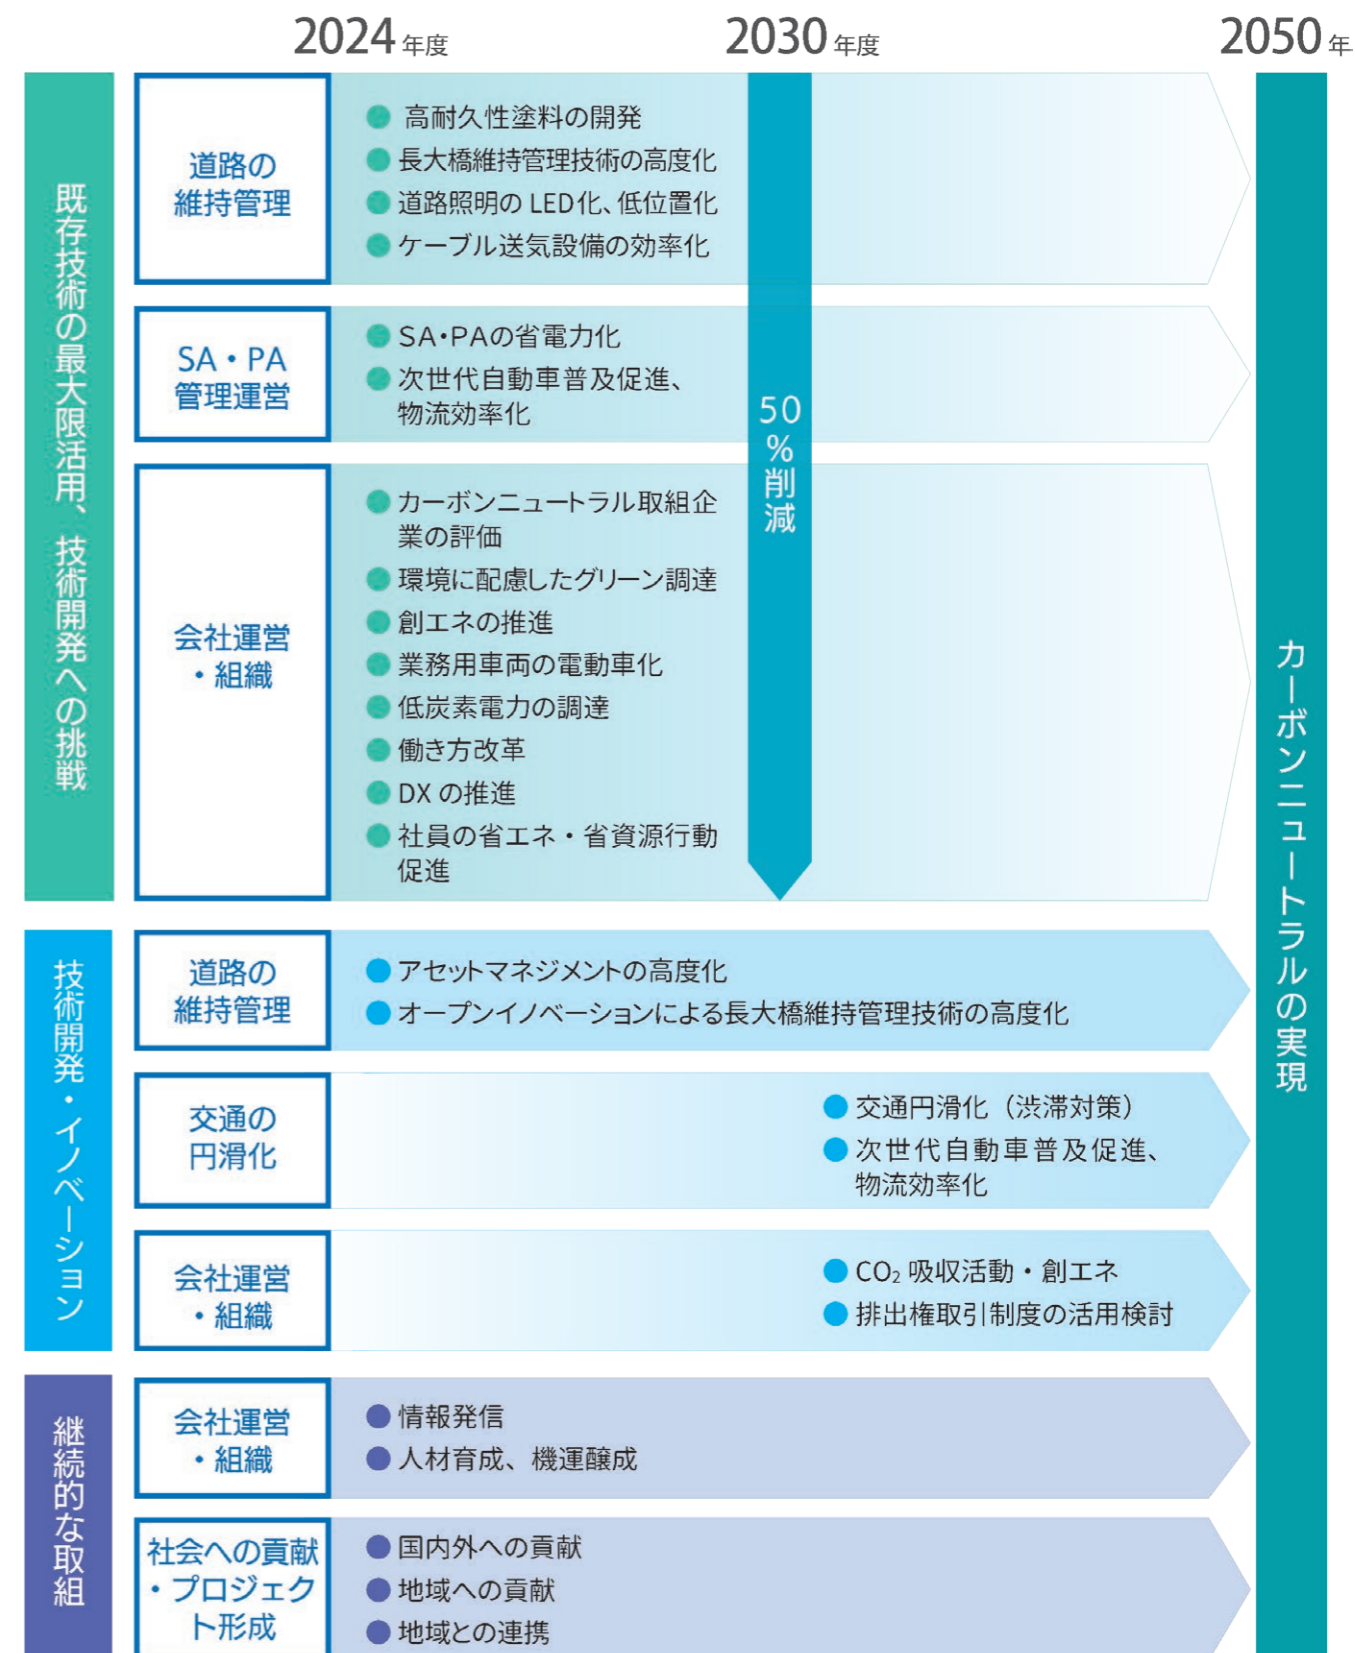 2024年度
2030年度
2050年
既存技術の最大限活用、技術開発への挑戦
道路の
維持管理
● 高耐久性塗料の開発
● 長大橋維持管理技術の高度化
● 道路照明の LED化、低位置化
● ケーブル送気設備の効率化
SA・PA
管理運営
● SA・PAの省電力化
● 次世代自動車普及促進、
物流効率化
会社運営
・組織
● カーボンニュートラル取組企
業の評価
● 環境に配慮したグリーン調達
● 創エネの推進
● 業務用車両の電動車化
● 低炭素電力の調達
● 働き方改革
● DX の推進
● 社員の省エネ・省資源行動
促進
50%削減
カーボンニュートラルの実現
技術開発・イノベーション
道路の
維持管理
● アセットマネジメントの高度化
● オープンイノベーションによる長大橋維持管理技術の高度化
交通の
円滑化
● 交通円滑化（渋滞対策）
● 次世代自動車普及促進、
物流効率化
会社運営
・組織
● CO₂ 吸収活動・創エネ
● 排出権取引制度の活用検討
継続的な取組
会社運営
・組織
● 情報発信
● 人材育成、機運醸成
社会への貢献
・プロジェク
ト形成
● 国内外への貢献
● 地域への貢献
● 地域との連携